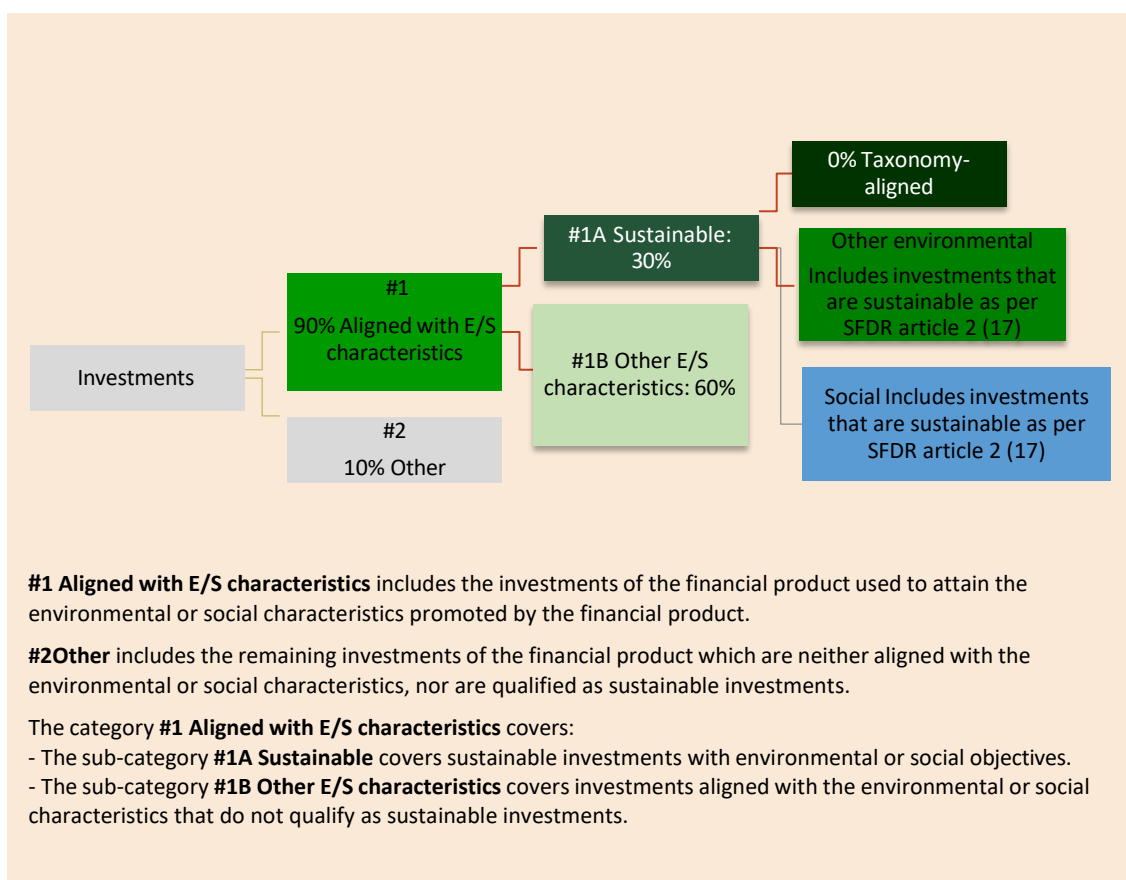 Investments
#1
90% Aligned with E/S
characteristics
#2
10% Other
#1A Sustainable:
30%
#1B Other E/S
characteristics: 60%
0% Taxonomy-
aligned
Other environmental
Includes investments that
are sustainable as per
SFDR article 2 (17)
Social Includes investments
that are sustainable as per
SFDR article 2 (17)
#1 Aligned with E/S characteristics includes the investments of the financial product used to attain the
environmental or social characteristics promoted by the financial product.
#2Other includes the remaining investments of the financial product which are neither aligned with the
environmental or social characteristics, nor are qualified as sustainable investments.
The category #1 Aligned with E/S characteristics covers:
- The sub-category #1A Sustainable covers sustainable investments with environmental or social objectives.
- The sub-category #1B Other E/S characteristics covers investments aligned with the environmental or social
characteristics that do not qualify as sustainable investments.